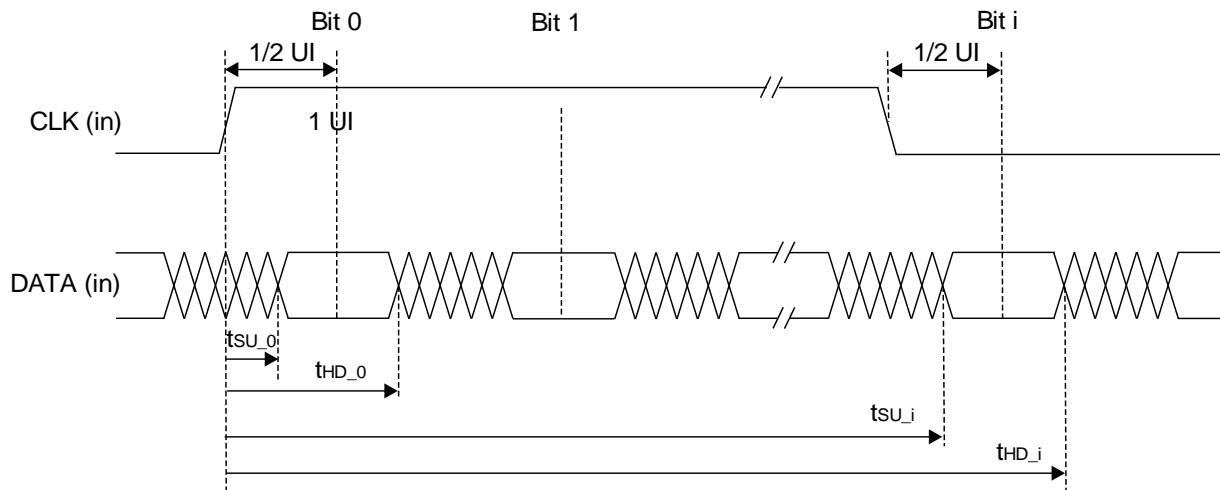 Bit 0 Bit 1 Bit i
1/2 UI 1/2 UI
CLK (in) 1 UI
DATA (in)
tSU_0
tHD_0
tSU_i
tHD_i